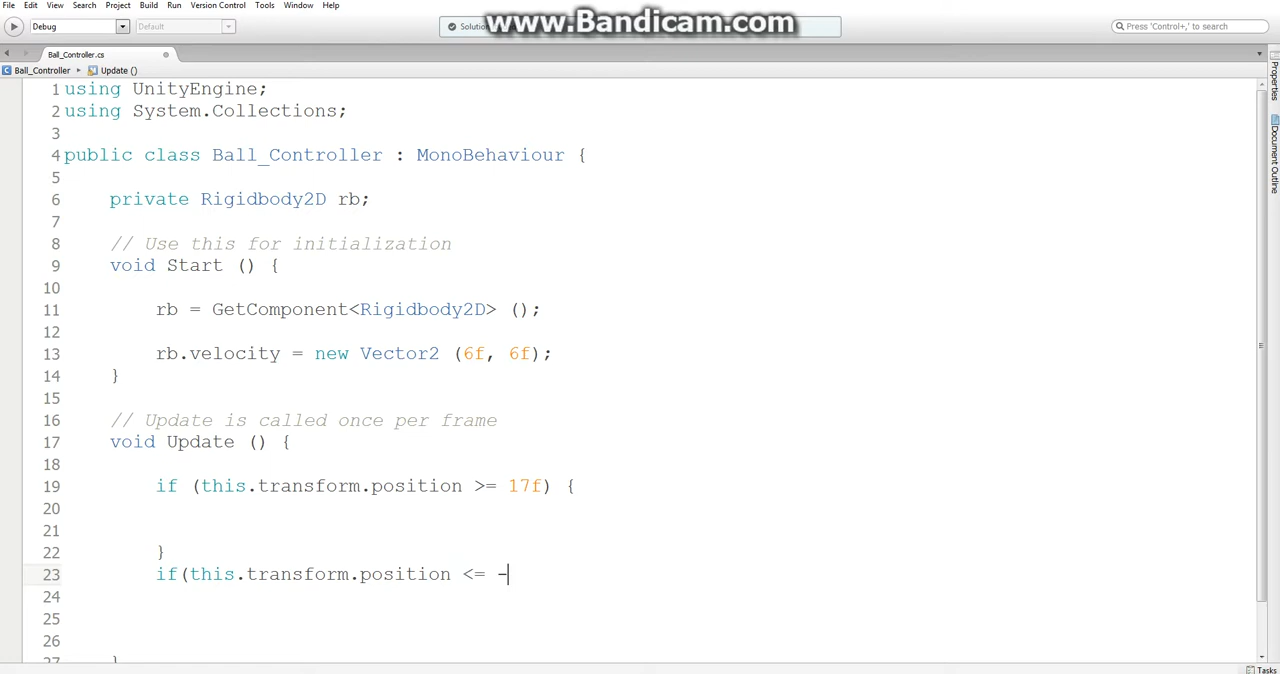 File Edit View Search Project Build Run Version Control Tools Window Help
Debug Default Solution www.Bandicam.com Press 'Control+,' to search
Ball_Controller.cs
Ball_Controller Update ()
1 using UnityEngine;
2 using System.Collections;
3
4 public class Ball_Controller : MonoBehaviour {
5
6 private Rigidbody2D rb;
7
8 // Use this for initialization
9 void Start () {
10
11 rb = GetComponent<Rigidbody2D> ();
12
13 rb.velocity = new Vector2 (6f, 6f);
14 }
15
16 // Update is called once per frame
17 void Update () {
18
19 if (this.transform.position >= 17f) {
20
21
22 }
23 if(this.transform.position <= -
24
25
26
27 }
Properties
Document Outline
Tasks